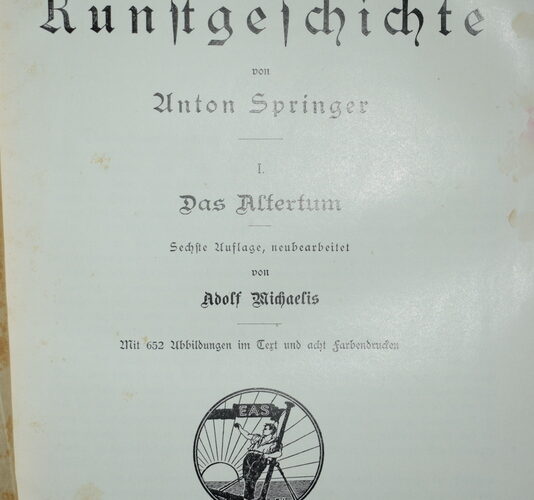 Kunstgeschichte
von
Anton Springer
I.
Das Altertum
Sechste Auflage, neubearbeitet
von
Adolf Michaelis
Mit 652 Abbildungen im Text und acht Farbendrucken
EAS